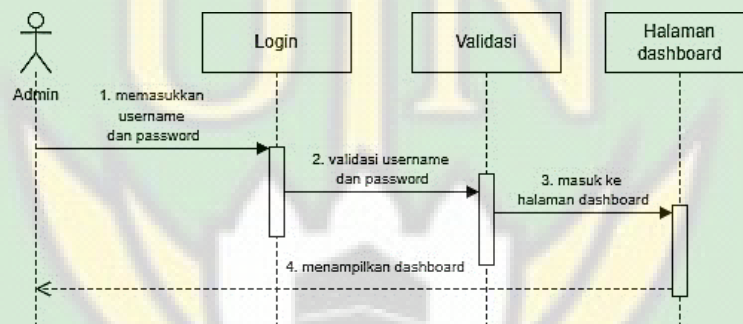 Login
Validasi
Halaman
dashboard
Admin
1. memasukkan
username
dan password
2. validasi username
dan password
3. masuk ke
halaman dashboard
4. menampilkan dashboard
UIN